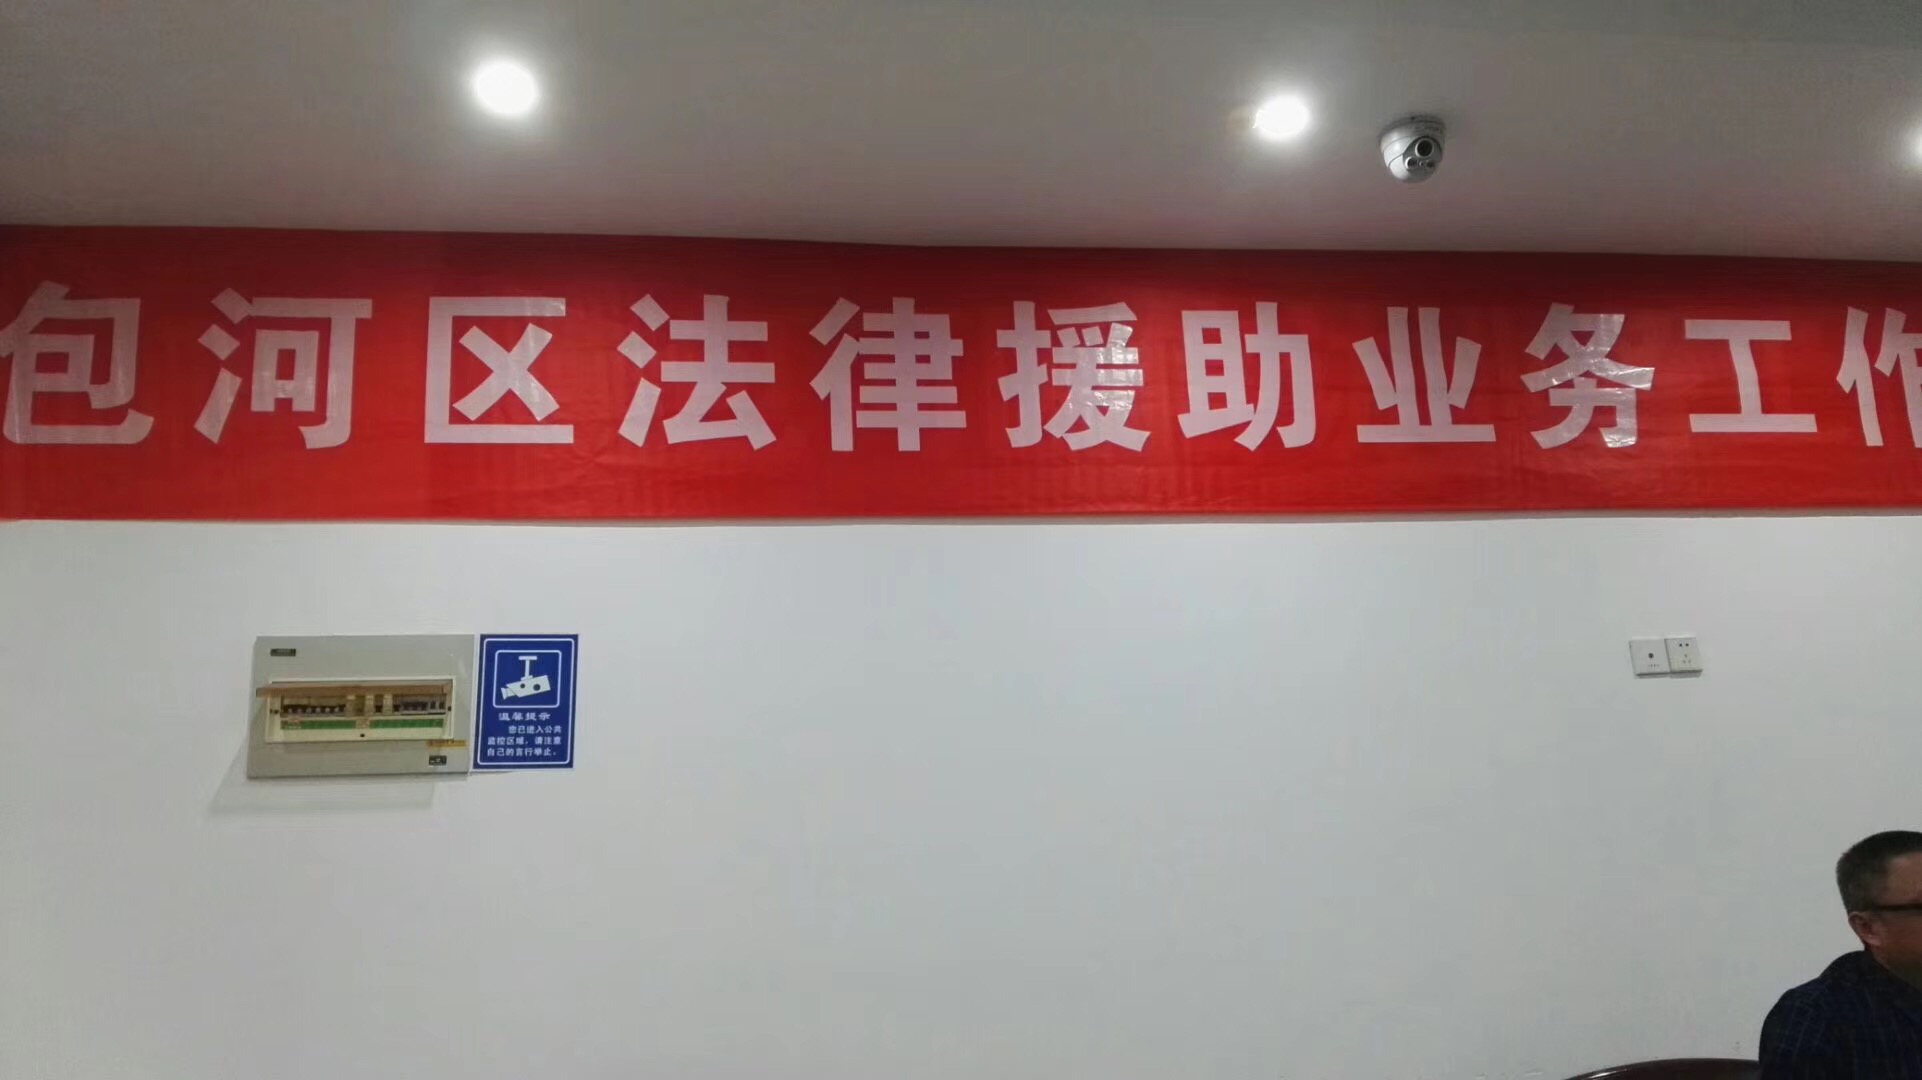 包河区法律援助业务工作
温馨提示
您已进入公共
监控区域，请注意
自己的言行举止。